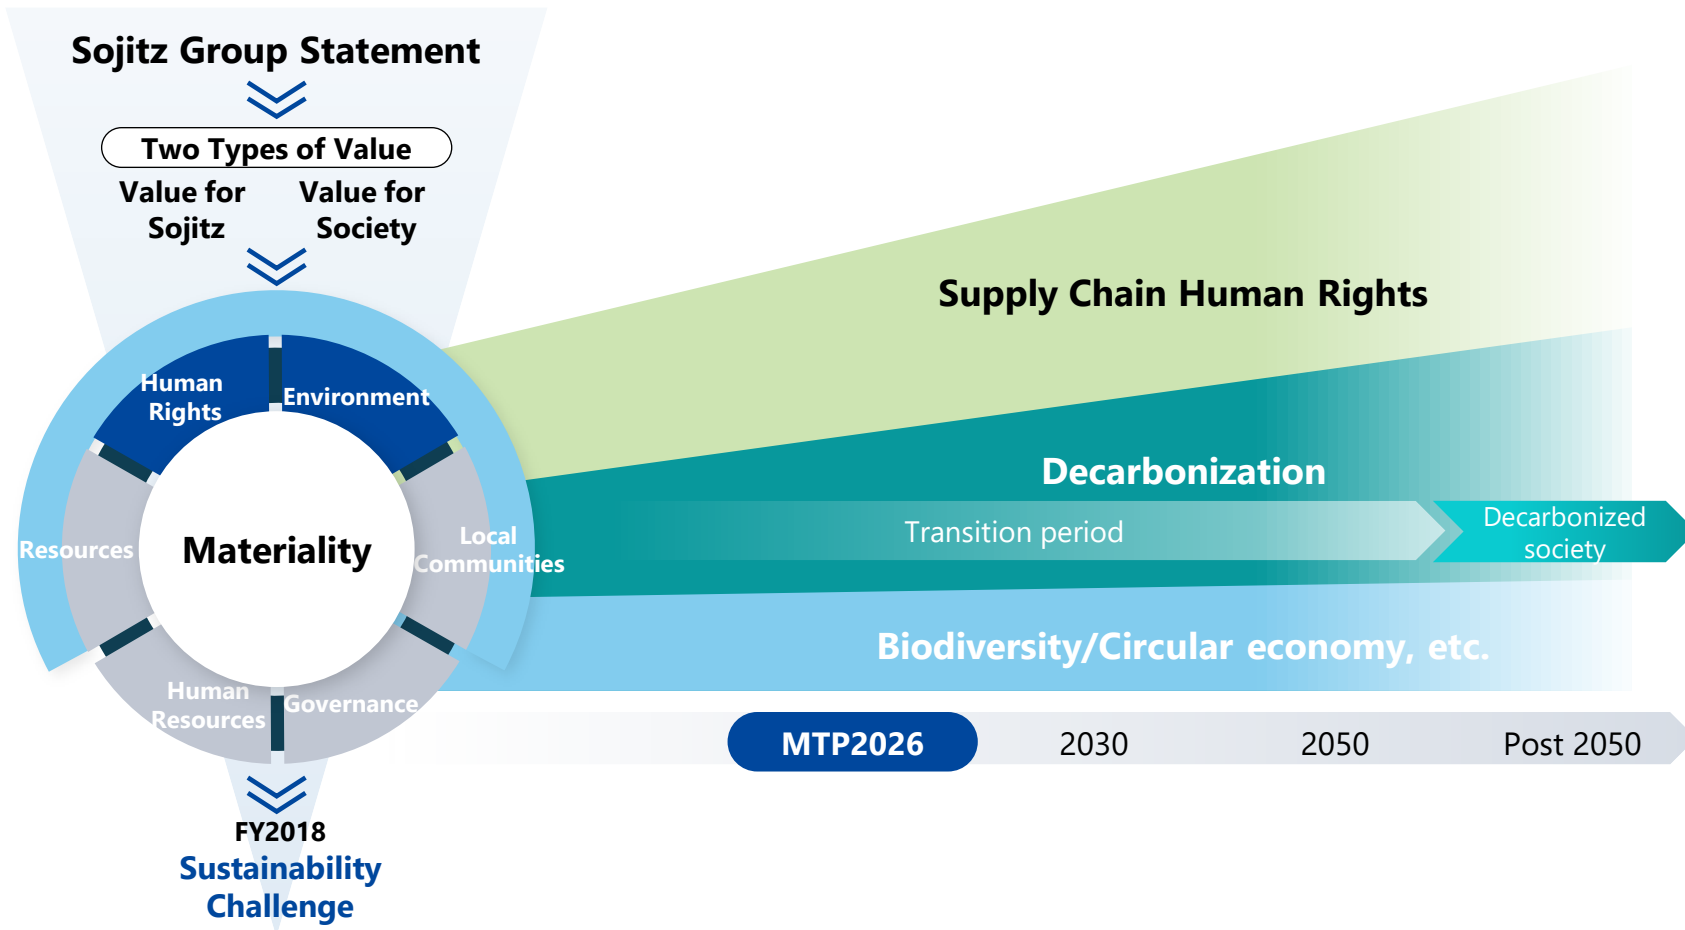 Sojitz Group Statement
Two Types of Value
Value for
Sojitz
Value for
Society
Human
Rights
Environment
Resources
Materiality
Local
Communities
Human
Resources
Governance
FY2018
Sustainability
Challenge
Supply Chain Human Rights
Decarbonization
Transition period
Decarbonized
society
Biodiversity/Circular economy, etc.
MTP2026
2030
2050
Post 2050